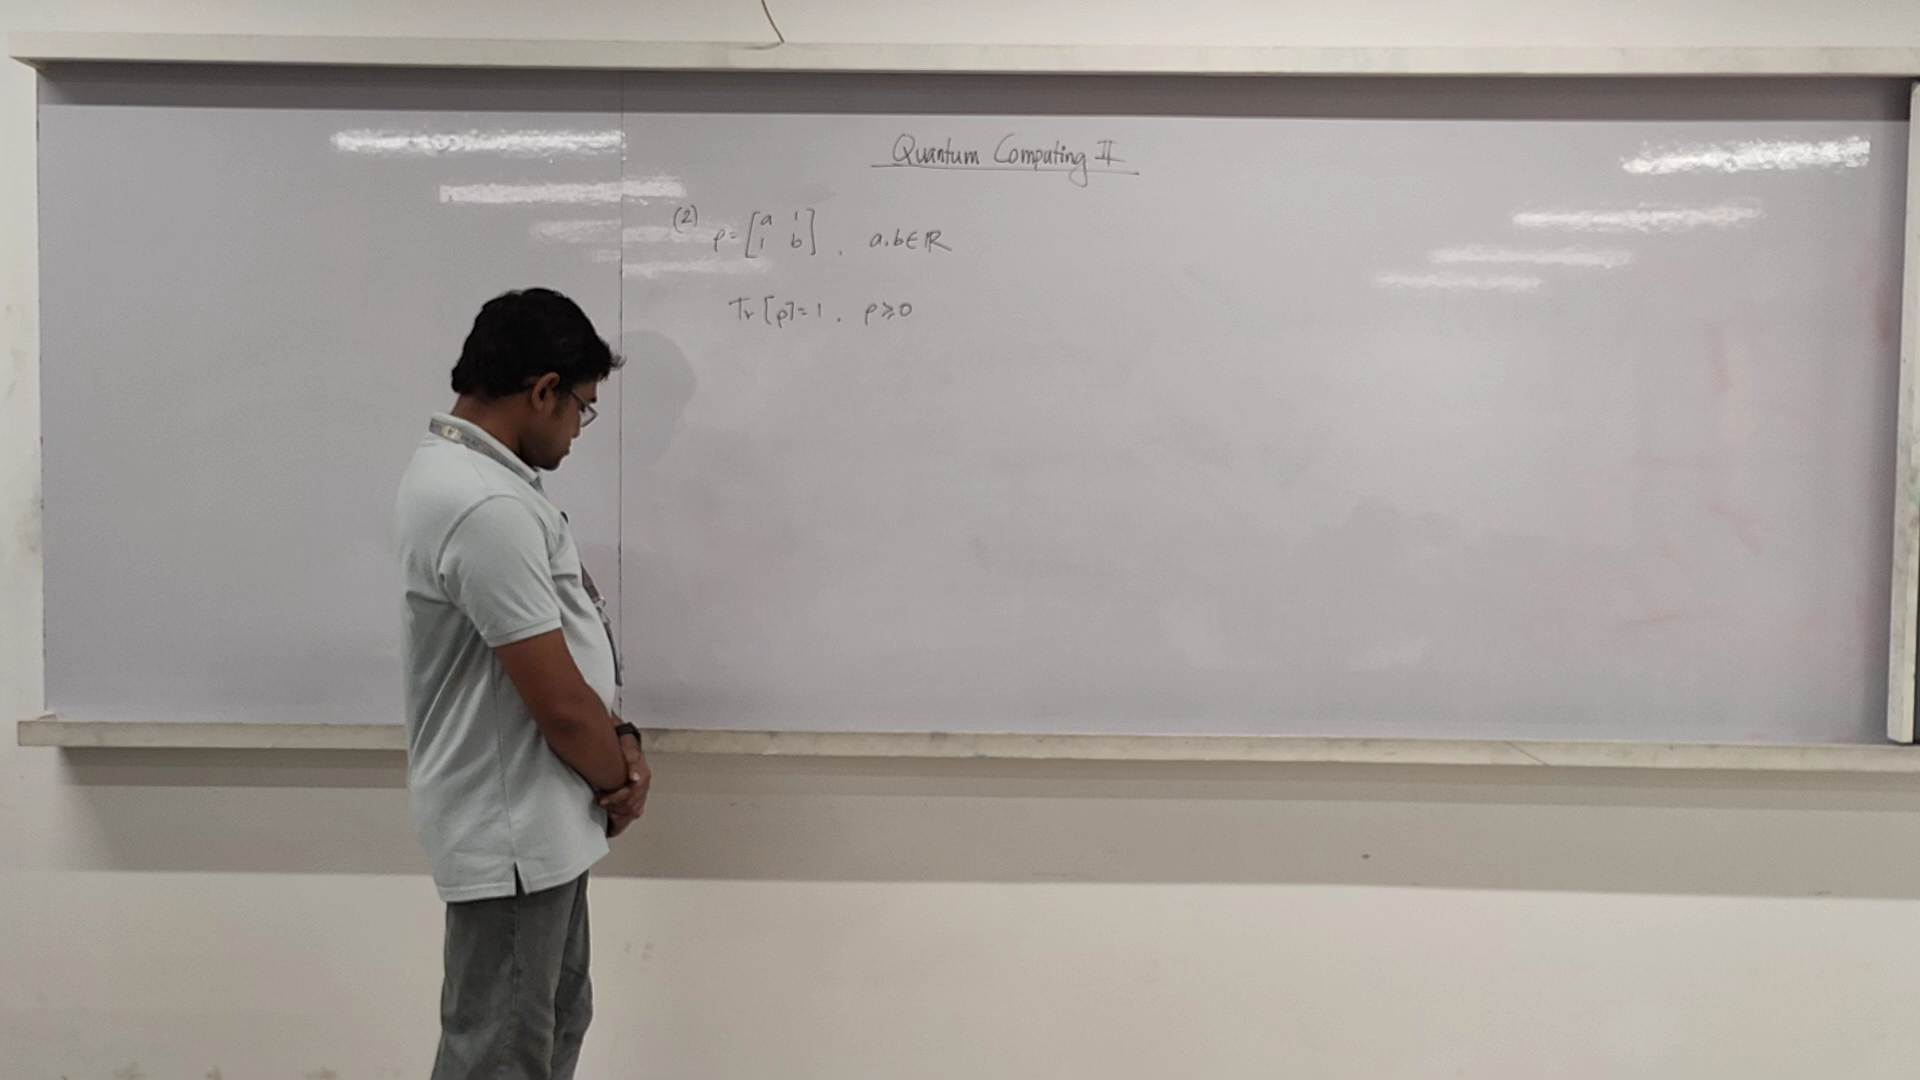 Quantum Computing II
(2) ρ = [a 1
1 b], a, b ∈ ℝ
Tr[ρ] = 1, ρ ⩾ 0